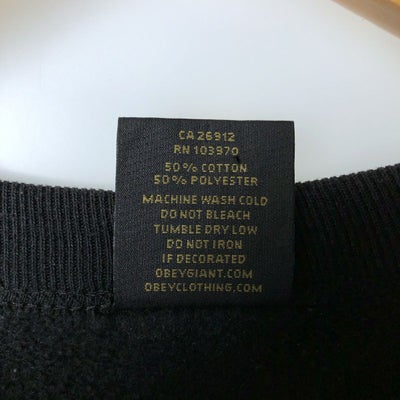 CA 26912
RN 103970
50% COTTON
50% POLYESTER
MACHINE WASH COLD
DO NOT BLEACH
TUMBLE DRY LOW
DO NOT IRON
IF DECORATED
OBEYGIANT.COM
OBEYCLOTHING.COM